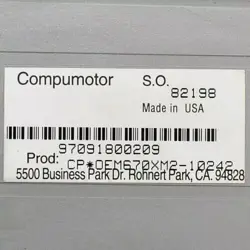 Compumotor S.O.
82198
Made in USA
97091800209
Prod: CP*OEM670XM2-10242
5500 Business Park Dr. Rohnert Park, CA. 94828